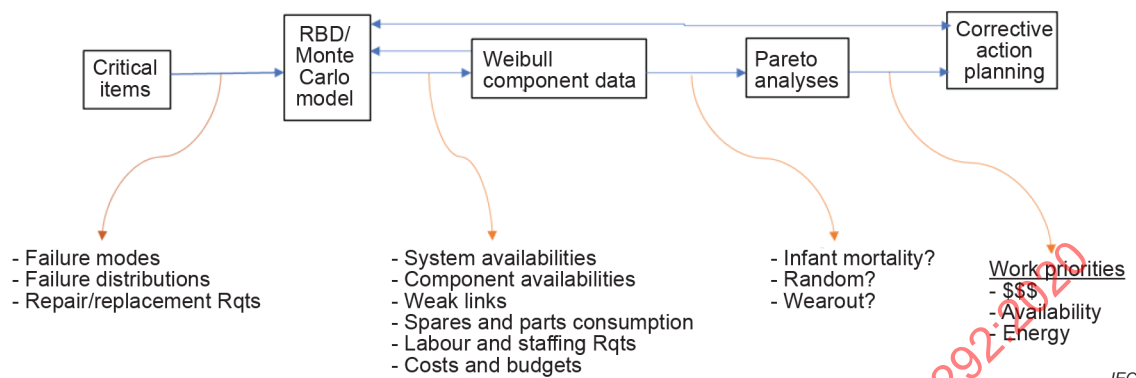 Critical
items
RBD/
Monte
Carlo
model
Weibull
component data
Pareto
analyses
Corrective
action
planning
- Failure modes
- Failure distributions
- Repair/replacement Rqts
- System availabilities
- Component availabilities
- Weak links
- Spares and parts consumption
- Labour and staffing Rqts
- Costs and budgets
- Infant mortality?
- Random?
- Wearout?
Work priorities
- $$$
- Availability
- Energy
292:2020
IEC